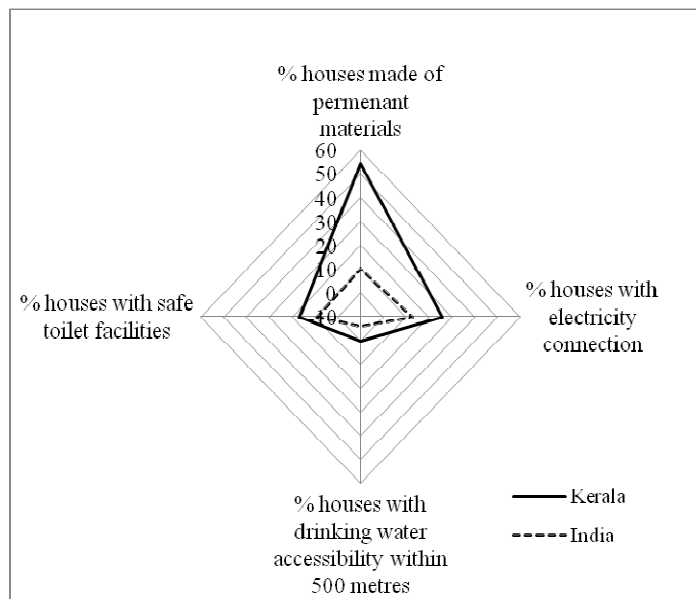 % houses made of
permenant
materials
60
50
40
30
20
10
0
-10
% houses with safe
toilet facilities
% houses with
electricity
connection
% houses with
drinking water
accessibility within
500 metres
Kerala
India